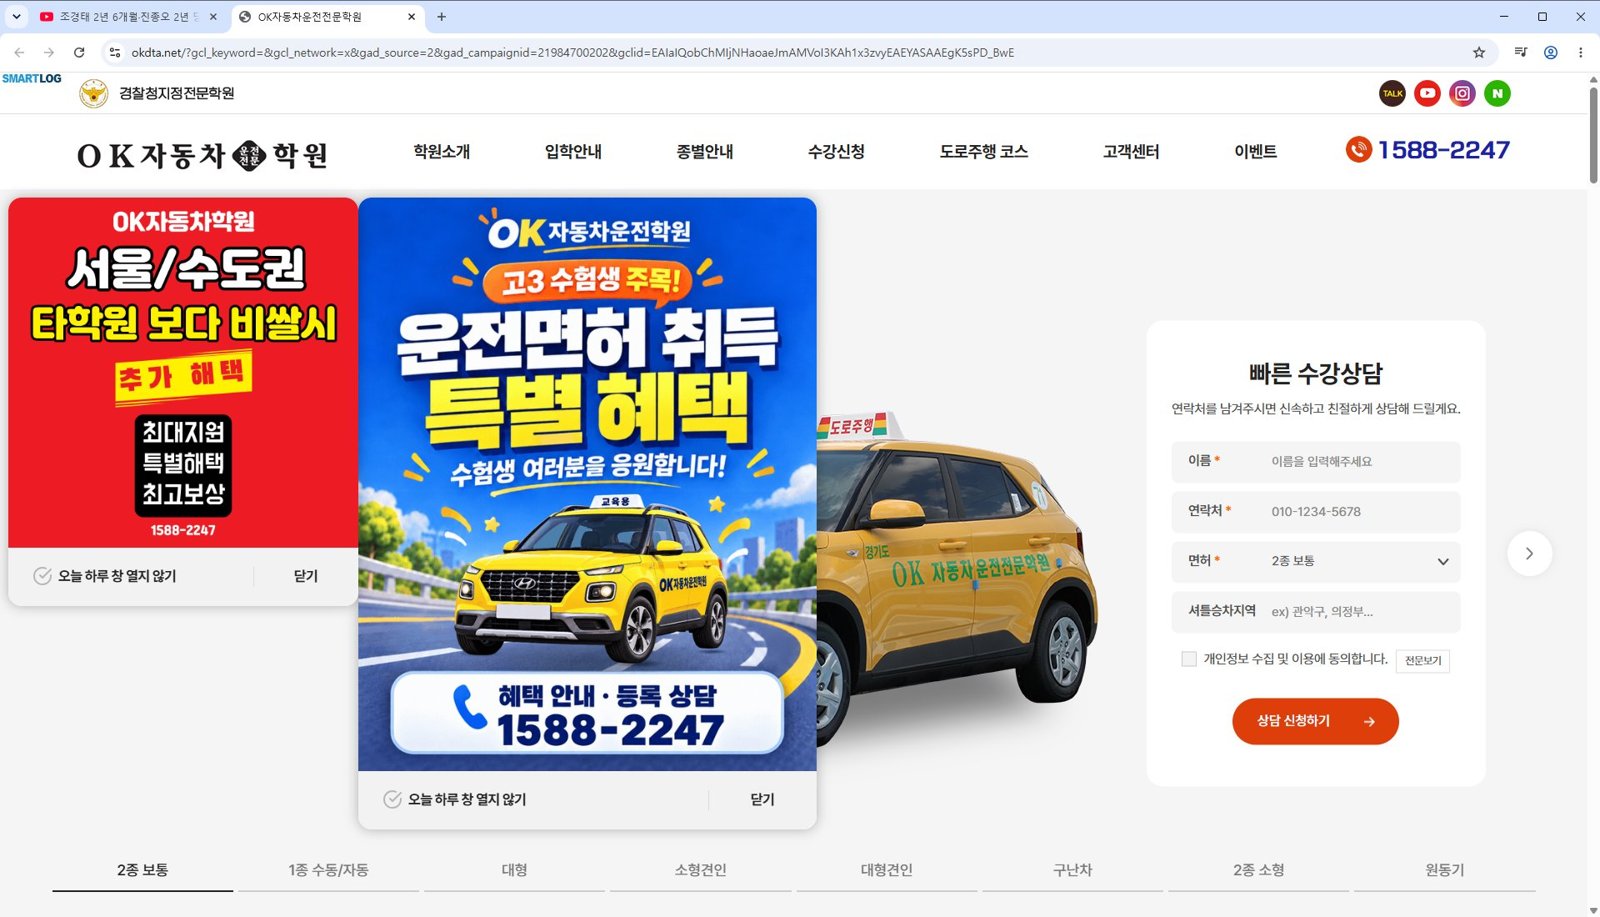 조경태 2년 6개월·진종오 2년
OK자동차운전전문학원
okdta.net/?gcl_keyword=&gcl_network=x&gad_source=2&gad_campaignid=21984700202&gclid=EAIaIQobChMIjNHaoaeJmAMVoI3KAh1x3zvyEAEYASAAEgK5sPD_BwE
SMARTLOG
경찰청지정전문학원
TALK
N
OK자동차 운전전문 학원
학원소개
입학안내
종별안내
수강신청
도로주행 코스
고객센터
이벤트
1588-2247
OK자동차학원
서울/수도권
타학원 보다 비쌀시
추가 해택
최대지원
특별해택
최고보상
1588-2247
오늘 하루 창 열지 않기
닫기
OK자동차운전학원
고3 수험생 주목!
운전면허 취득
특별 혜택
수험생 여러분을 응원합니다!
교육용
OK자동차운전학원
혜택 안내·등록 상담
1588-2247
오늘 하루 창 열지 않기
닫기
도로주행
경기도
OK 자동차운전전문학원
빠른 수강상담
연락처를 남겨주시면 신속하고 친절하게 상담해 드릴게요.
이름 * 이름을 입력해주세요
연락처 * 010-1234-5678
면허 * 2종 보통
셔틀승차지역 ex) 관악구, 의정부...
개인정보 수집 및 이용에 동의합니다. 전문보기
상담 신청하기
2종 보통
1종 수동/자동
대형
소형견인
대형견인
구난차
2종 소형
원동기